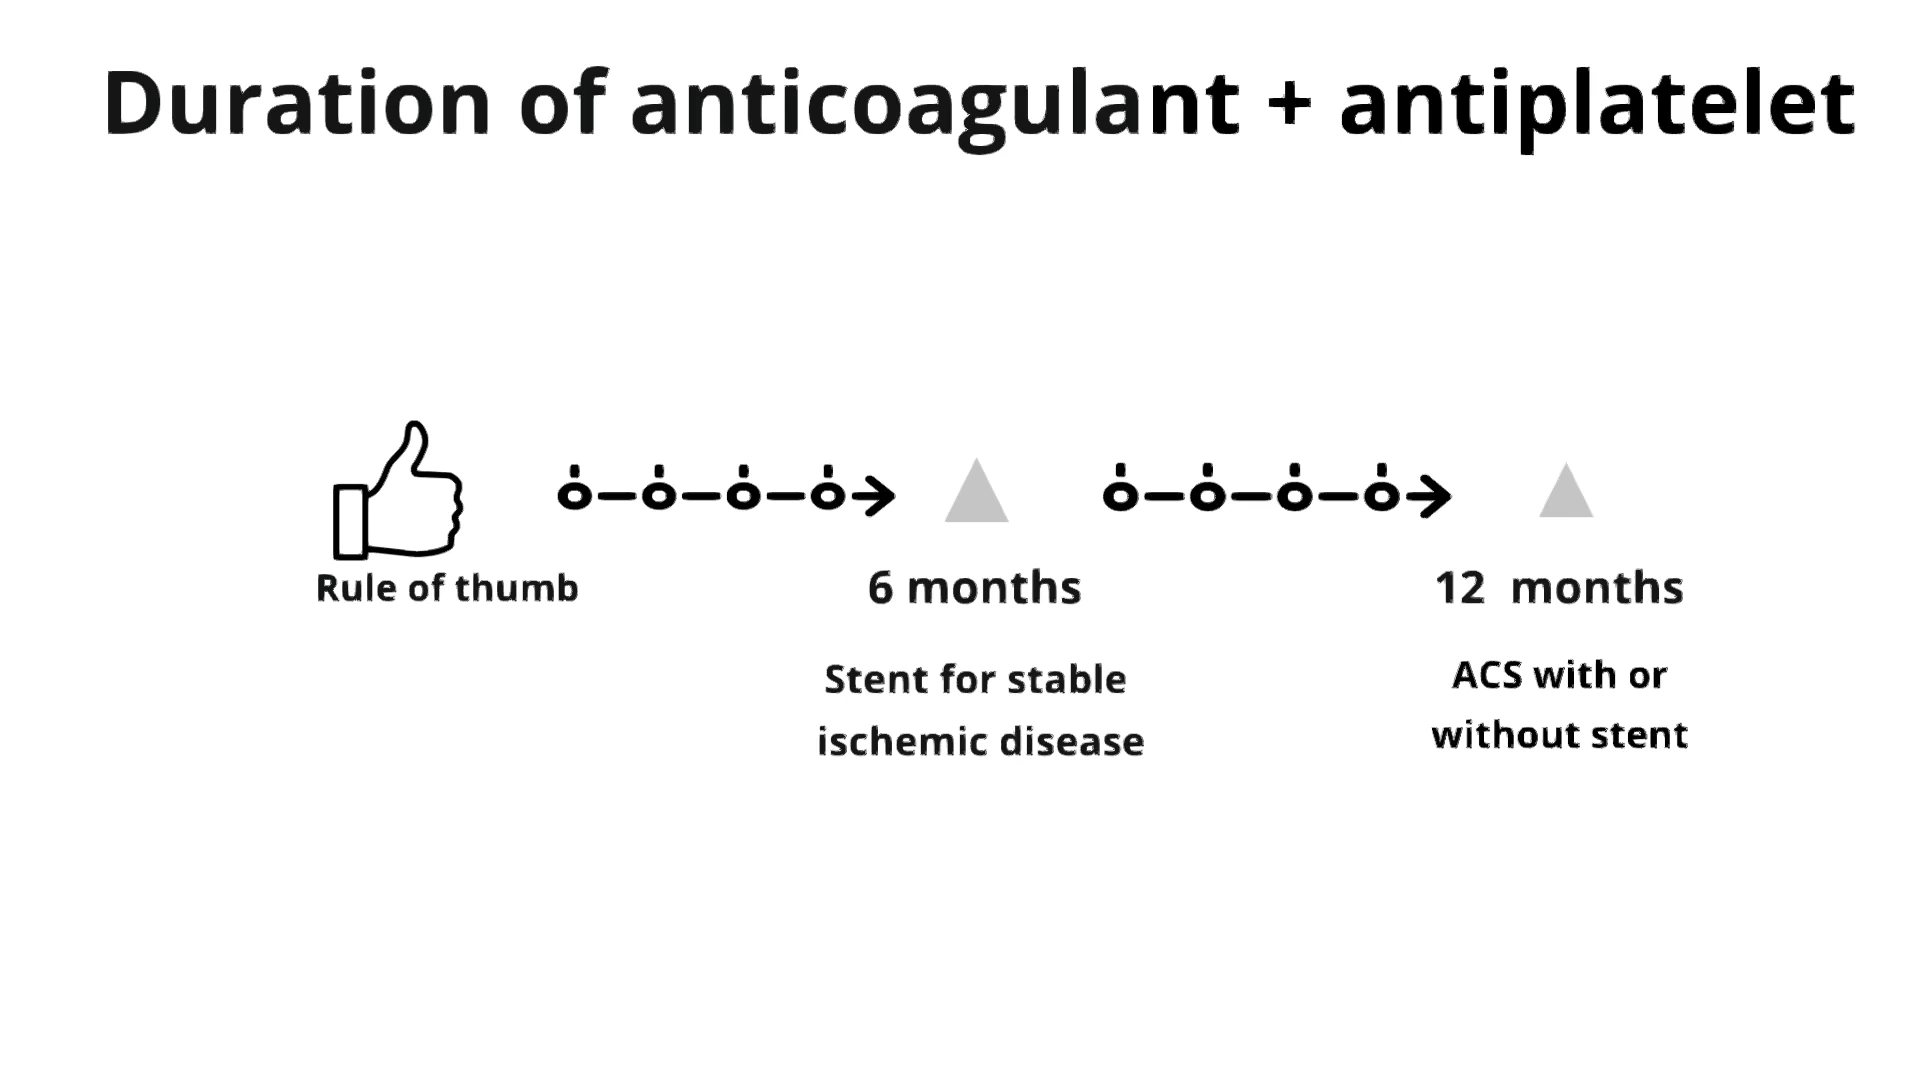 Duration of anticoagulant + antiplatelet
Rule of thumb
6 months
12 months
Stent for stable
ischemic disease
ACS with or
without stent